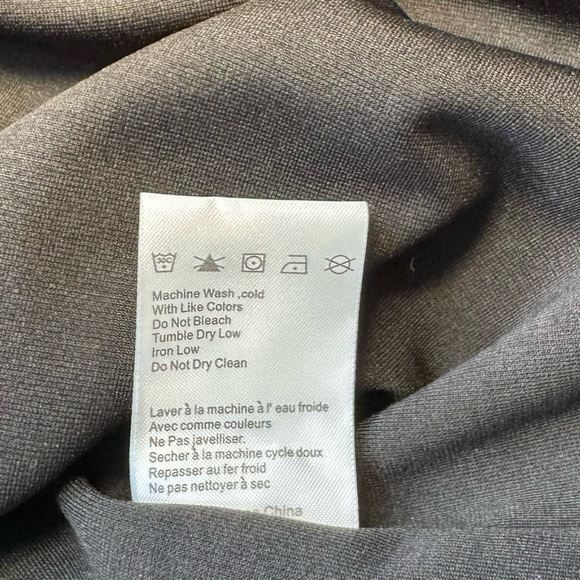 30C
Machine Wash ,cold
With Like Colors
Do Not Bleach
Tumble Dry Low
Iron Low
Do Not Dry Clean
Laver à la machine à l' eau froide
Avec comme couleurs
Ne Pas javelliser.
Secher à la machine cycle doux
Repasser au fer froid
Ne pas nettoyer à sec
China